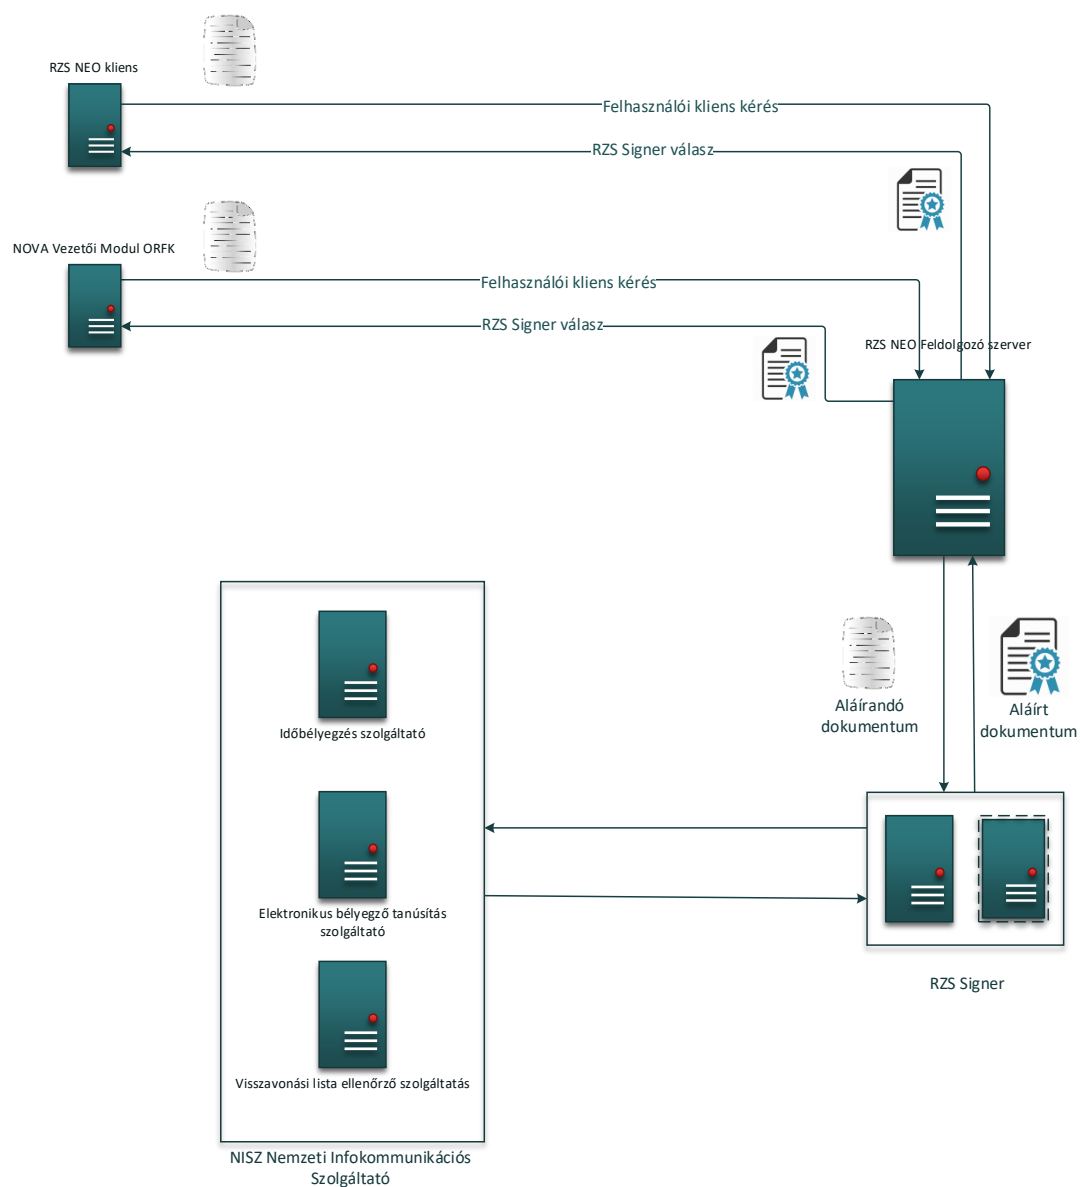 RZS NEO kliens
Felhasználói kliens kérés
RZS Signer válasz
NOVA Vezetői Modul ORFK
Felhasználói kliens kérés
RZS Signer válasz
RZS NEO Feldolgozó szerver
Aláírandó
dokumentum
Aláírt
dokumentum
Időbélyegzés szolgáltató
Elektronikus bélyegző tanúsítás
szolgáltató
RZS Signer
Visszavonási lista ellenőrző szolgáltatás
NISZ Nemzeti Infokommunikációs
Szolgáltató